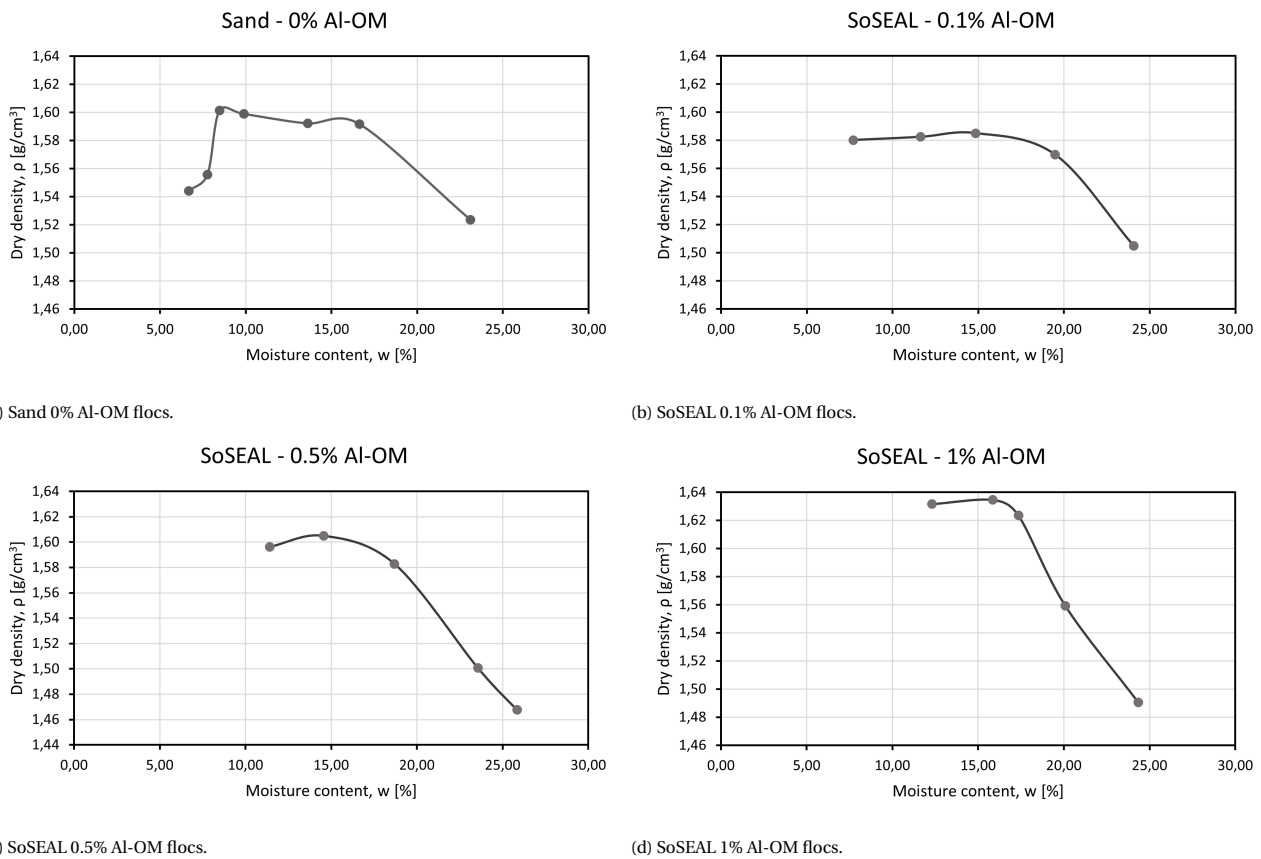 Sand - 0% Al-OM
1,64
1,62
1,60
1,58
1,56
1,54
1,52
1,50
1,48
1,46
Dry density, ρ [g/cm³]
0,00 5,00 10,00 15,00 20,00 25,00 30,00
Moisture content, w [%]
) Sand 0% Al-OM flocs.
SoSEAL - 0.1% Al-OM
1,64
1,62
1,60
1,58
1,56
1,54
1,52
1,50
1,48
1,46
Dry density, ρ [g/cm³]
0,00 5,00 10,00 15,00 20,00 25,00 30,00
Moisture content, w [%]
(b) SoSEAL 0.1% Al-OM flocs.
SoSEAL - 0.5% Al-OM
1,64
1,62
1,60
1,58
1,56
1,54
1,52
1,50
1,48
1,46
1,44
Dry density, ρ [g/cm³]
0,00 5,00 10,00 15,00 20,00 25,00 30,00
Moisture content, w [%]
) SoSEAL 0.5% Al-OM flocs.
SoSEAL - 1% Al-OM
1,64
1,62
1,60
1,58
1,56
1,54
1,52
1,50
1,48
1,46
Dry density, ρ [g/cm³]
0,00 5,00 10,00 15,00 20,00 25,00 30,00
Moisture content, w [%]
(d) SoSEAL 1% Al-OM flocs.